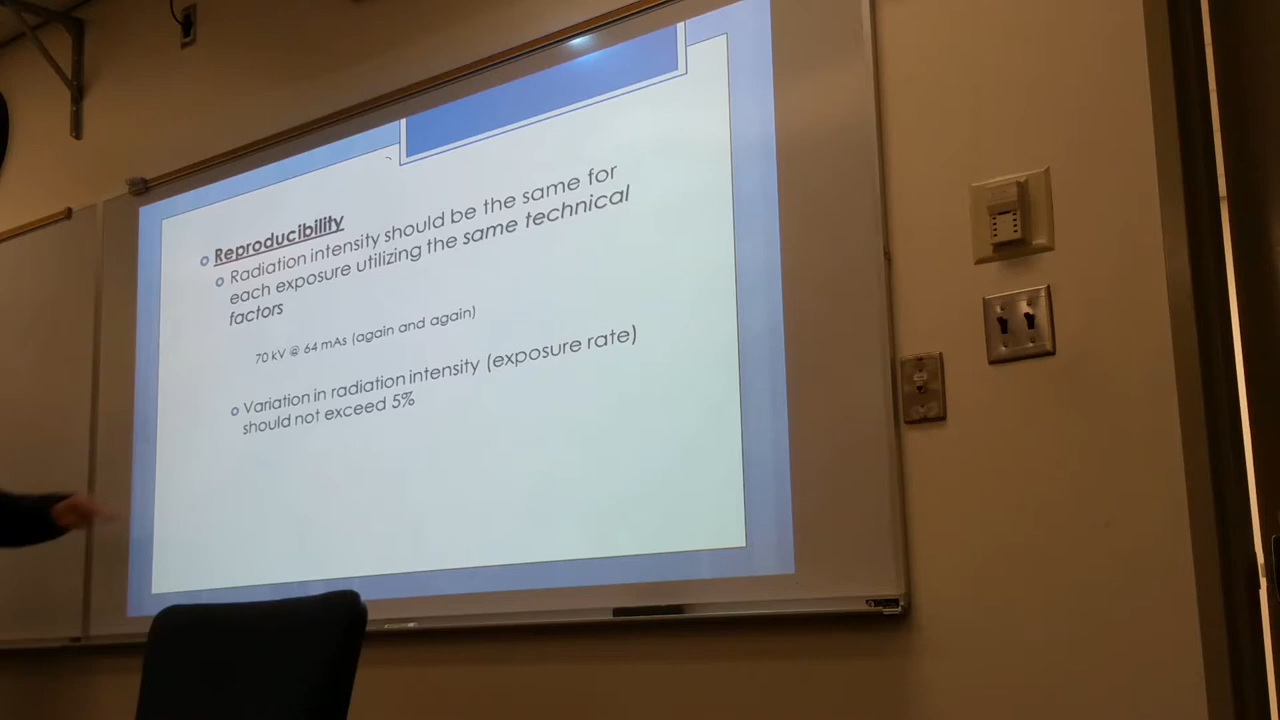 Reproducibility
Radiation intensity should be the same for
each exposure utilizing the same technical
factors
70 kV @ 64 mAs (again and again)
Variation in radiation intensity (exposure rate)
should not exceed 5%